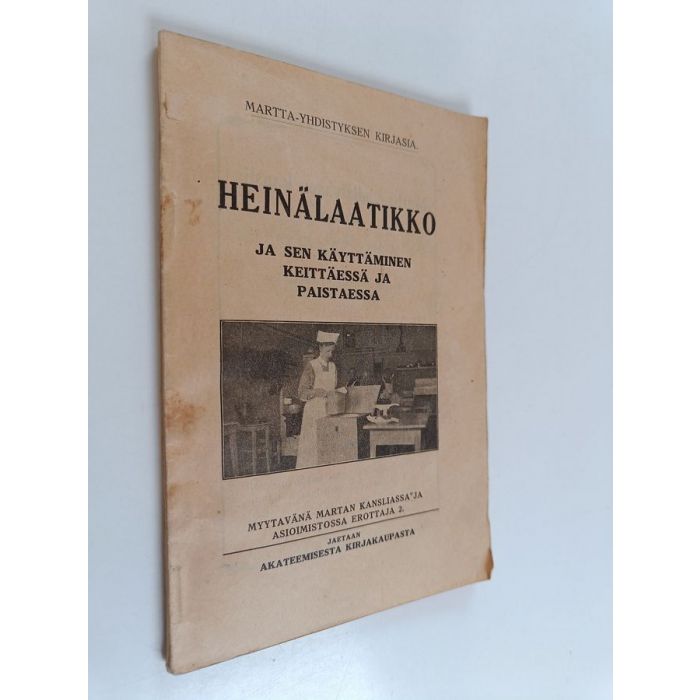 MARTTA-YHDISTYKSEN KIRJASIA.
HEINÄLAATIKKO
JA SEN KÄYTTÄMINEN
KEITTÄESSÄ JA
PAISTAESSA
MYYTAVÄNÄ MARTAN KANSLIASSA"JA
ASIOIMISTOSSA EROTTAJA 2.
JAETAAN
AKATEEMISESTA KIRJAKAUPASTA